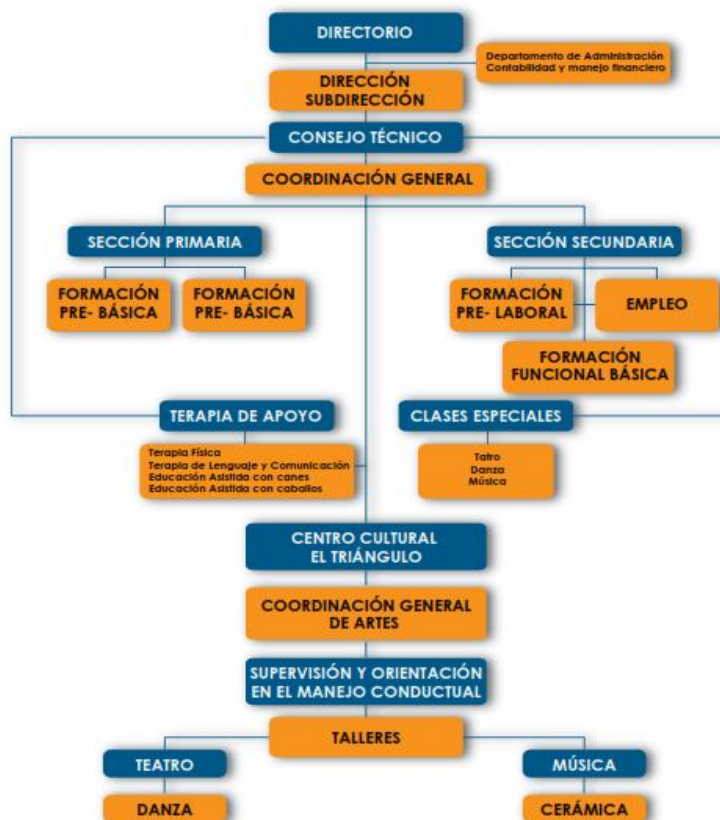 DIRECTORIO
Departamento de Administración
Contabilidad y manejo financiero
DIRECCIÓN
SUBDIRECCIÓN
CONSEJO TÉCNICO
COORDINACIÓN GENERAL
SECCIÓN PRIMARIA
SECCIÓN SECUNDARIA
FORMACIÓN
PRE- BÁSICA
FORMACIÓN
PRE- BÁSICA
FORMACIÓN
PRE- LABORAL
EMPLEO
FORMACIÓN
FUNCIONAL BÁSICA
TERAPIA DE APOYO
CLASES ESPECIALES
Terapia Física
Terapia de Lenguaje y Comunicación
Educación Asistida con canes
Educación Asistida con caballos
Tatro
Danza
Música
CENTRO CULTURAL
EL TRIÁNGULO
COORDINACIÓN GENERAL
DE ARTES
SUPERVISIÓN Y ORIENTACIÓN
EN EL MANEJO CONDUCTUAL
TALLERES
TEATRO
MÚSICA
DANZA
CERÁMICA